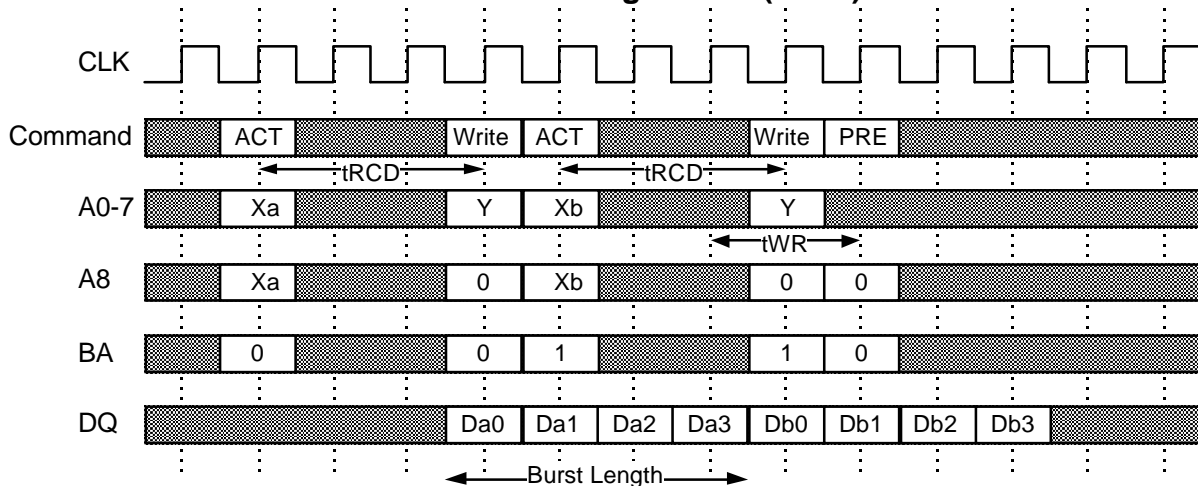 CLK
Command ACT Write ACT Write PRE
tRCD tRCD
A0-7 Xa Y Xb Y
tWR
A8 Xa 0 Xb 0 0
BA 0 0 1 1 0
DQ Da0 Da1 Da2 Da3 Db0 Db1 Db2 Db3
Burst Length